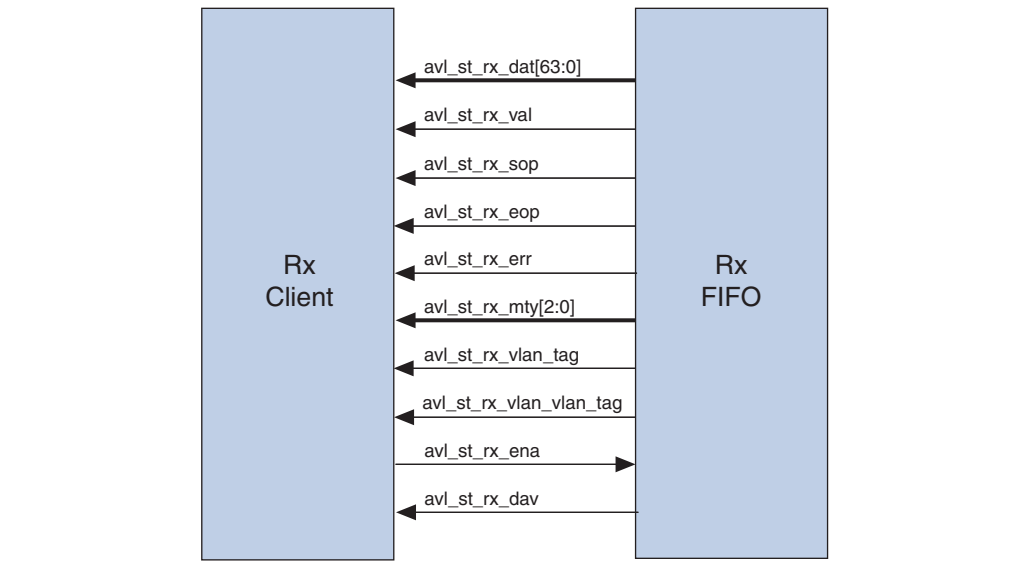 avl_st_rx_dat[63:0]
avl_st_rx_val
avl_st_rx_sop
avl_st_rx_eop
avl_st_rx_err
Rx
Client
Rx
FIFO
avl_st_rx_mty[2:0]
avl_st_rx_vlan_tag
avl_st_rx_vlan_vlan_tag
avl_st_rx_ena
avl_st_rx_dav